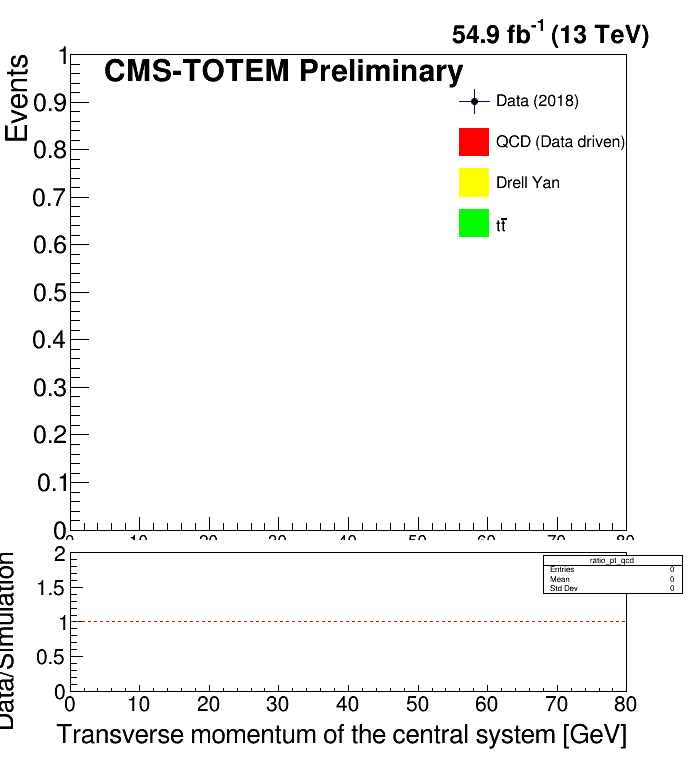 54.9 fb-1 (13 TeV)
CMS-TOTEM Preliminary
Events
1
0.9
0.8
0.7
0.6
0.5
0.4
0.3
0.2
0.1
0
Data (2018)
QCD (Data driven)
Drell Yan
tt̄
0 10 20 30 40 50 60 70 80
Data/Simulation
2
1.5
1
0.5
0
ratio_pt_qcd
Entries 0
Mean 0
Std Dev 0
0 10 20 30 40 50 60 70 80
Transverse momentum of the central system [GeV]